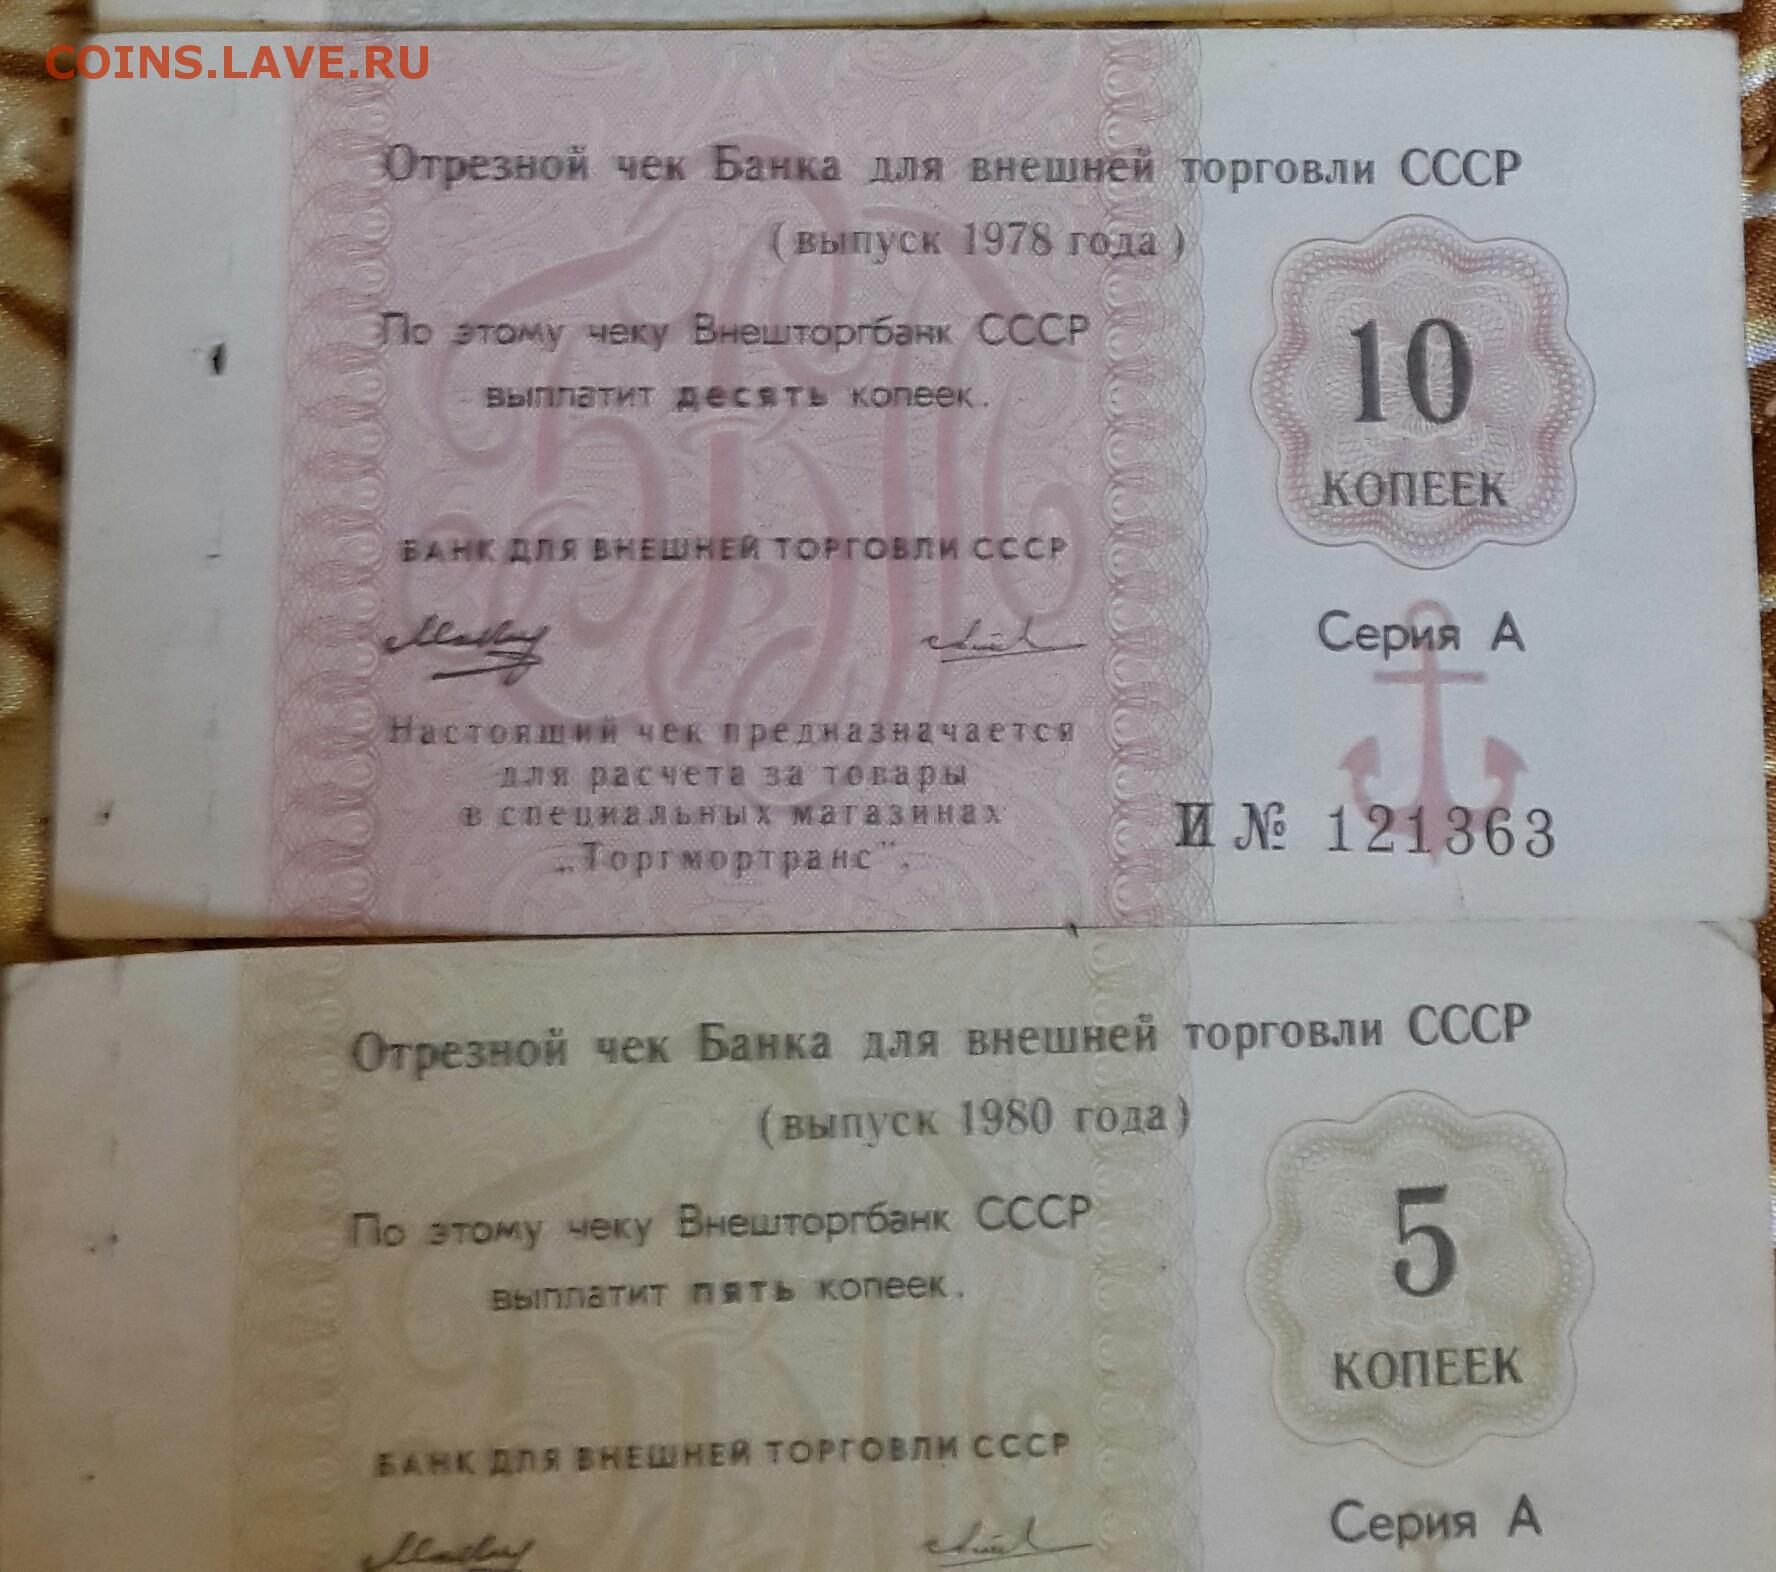 COINS.LAVE.RU
Отрезной чек Банка для внешней торговли СССР
(выпуск 1978 года)
По этому чеку Внешторгбанк СССР
выплатит десять копеек.
10
КОПЕЕК
БАНК ДЛЯ ВНЕШНЕЙ ТОРГОВЛИ СССР
Серия А
Настоящий чек предназначается
для расчета за товары
в специальных магазинах
„Торгмортранс".
И № 121363
Отрезной чек Банка для внешней торговли СССР
(выпуск 1980 года)
По этому чеку Внешторгбанк СССР
выплатит пять копеек.
5
КОПЕЕК
БАНК ДЛЯ ВНЕШНЕЙ ТОРГОВЛИ СССР
Серия А